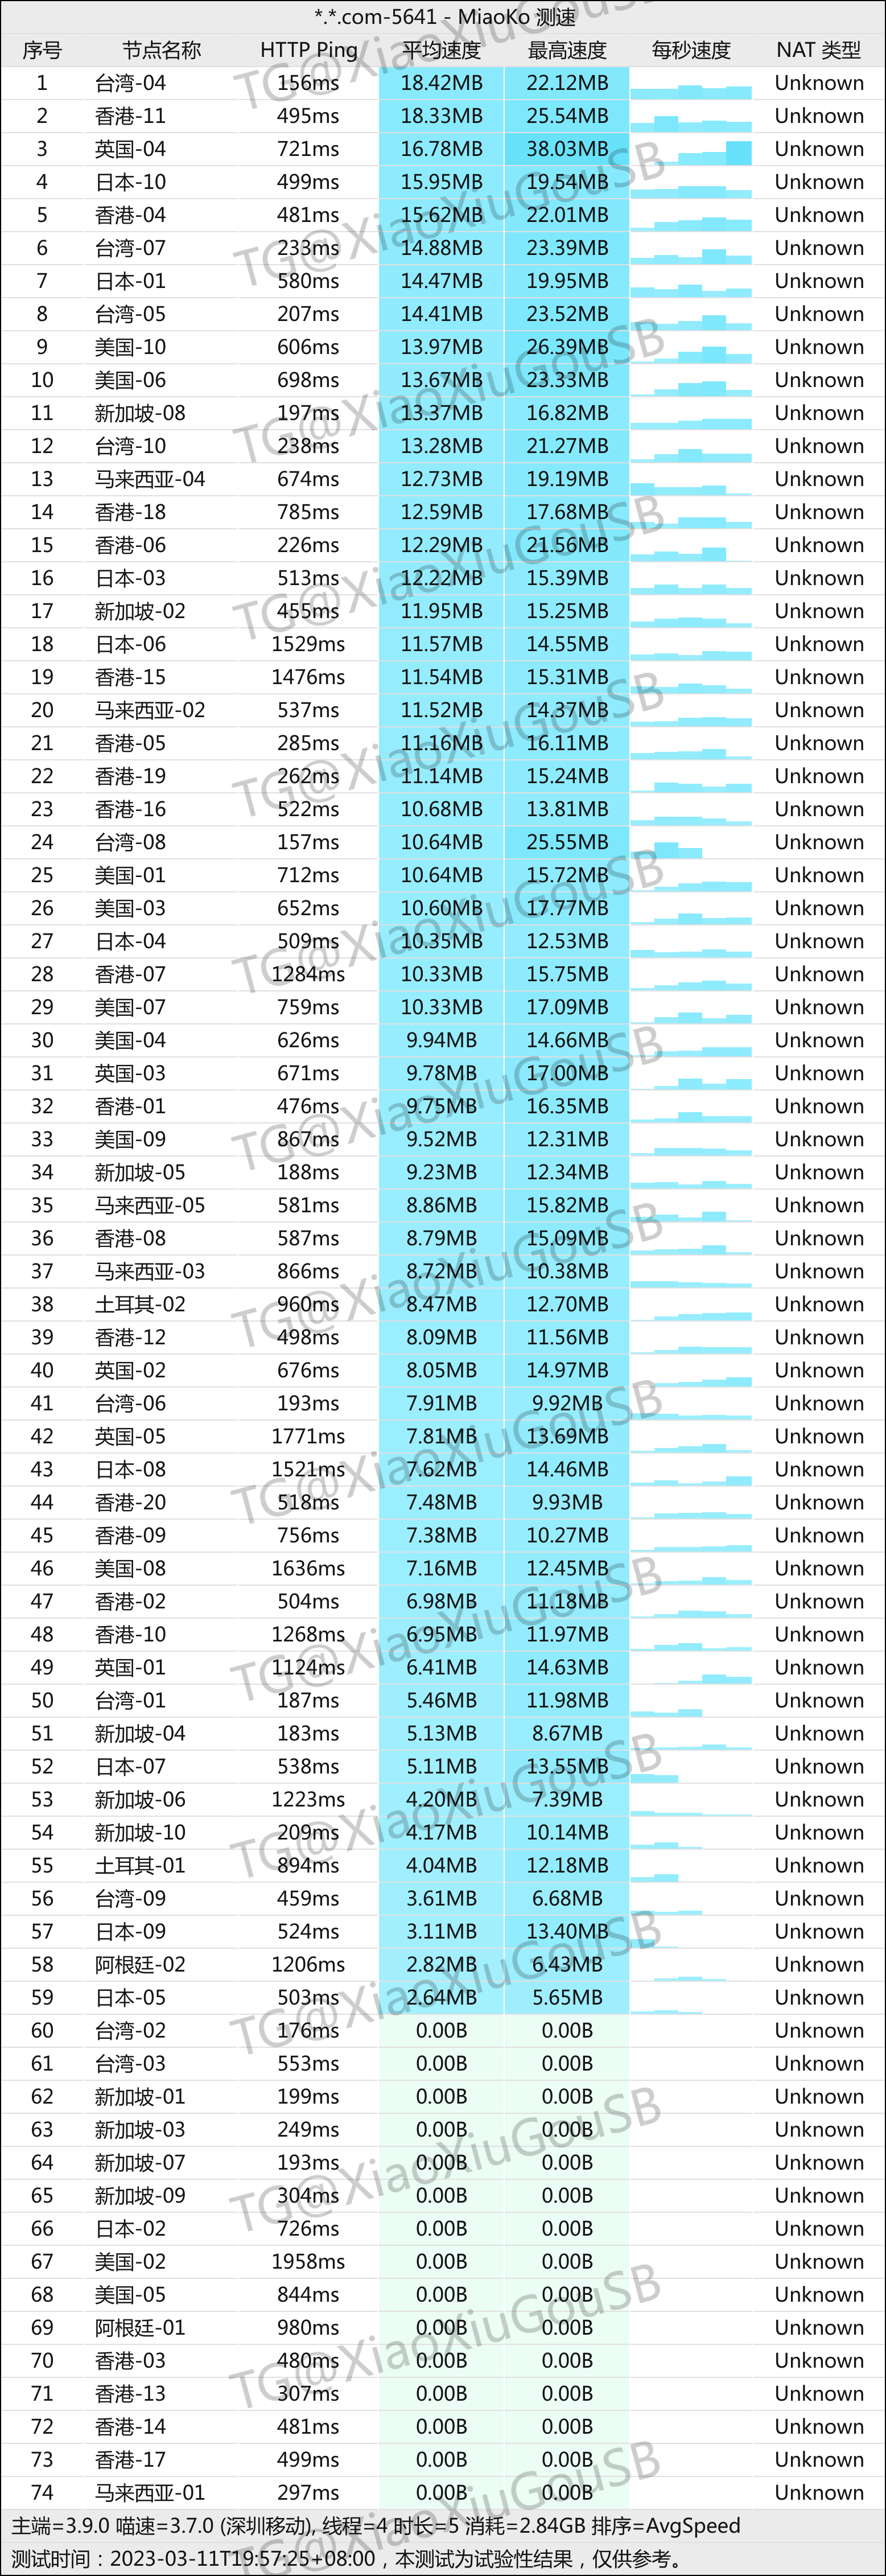 *.*.com-5641 - MiaoKo 测速
序号 节点名称 HTTP Ping 平均速度 最高速度 每秒速度 NAT 类型
1 台湾-04 156ms 18.42MB 22.12MB Unknown
2 香港-11 495ms 18.33MB 25.54MB Unknown
3 英国-04 721ms 16.78MB 38.03MB Unknown
4 日本-10 499ms 15.95MB 19.54MB Unknown
5 香港-04 481ms 15.62MB 22.01MB Unknown
6 台湾-07 233ms 14.88MB 23.39MB Unknown
7 日本-01 580ms 14.47MB 19.95MB Unknown
8 台湾-05 207ms 14.41MB 23.52MB Unknown
9 美国-10 606ms 13.97MB 26.39MB Unknown
10 美国-06 698ms 13.67MB 23.33MB Unknown
11 新加坡-08 197ms 13.37MB 16.82MB Unknown
12 台湾-10 238ms 13.28MB 21.27MB Unknown
13 马来西亚-04 674ms 12.73MB 19.19MB Unknown
14 香港-18 785ms 12.59MB 17.68MB Unknown
15 香港-06 226ms 12.29MB 21.56MB Unknown
16 日本-03 513ms 12.22MB 15.39MB Unknown
17 新加坡-02 455ms 11.95MB 15.25MB Unknown
18 日本-06 1529ms 11.57MB 14.55MB Unknown
19 香港-15 1476ms 11.54MB 15.31MB Unknown
20 马来西亚-02 537ms 11.52MB 14.37MB Unknown
21 香港-05 285ms 11.16MB 16.11MB Unknown
22 香港-19 262ms 11.14MB 15.24MB Unknown
23 香港-16 522ms 10.68MB 13.81MB Unknown
24 台湾-08 157ms 10.64MB 25.55MB Unknown
25 美国-01 712ms 10.64MB 15.72MB Unknown
26 美国-03 652ms 10.60MB 17.77MB Unknown
27 日本-04 509ms 10.35MB 12.53MB Unknown
28 香港-07 1284ms 10.33MB 15.75MB Unknown
29 美国-07 759ms 10.33MB 17.09MB Unknown
30 美国-04 626ms 9.94MB 14.66MB Unknown
31 英国-03 671ms 9.78MB 17.00MB Unknown
32 香港-01 476ms 9.75MB 16.35MB Unknown
33 美国-09 867ms 9.52MB 12.31MB Unknown
34 新加坡-05 188ms 9.23MB 12.34MB Unknown
35 马来西亚-05 581ms 8.86MB 15.82MB Unknown
36 香港-08 587ms 8.79MB 15.09MB Unknown
37 马来西亚-03 866ms 8.72MB 10.38MB Unknown
38 土耳其-02 960ms 8.47MB 12.70MB Unknown
39 香港-12 498ms 8.09MB 11.56MB Unknown
40 英国-02 676ms 8.05MB 14.97MB Unknown
41 台湾-06 193ms 7.91MB 9.92MB Unknown
42 英国-05 1771ms 7.81MB 13.69MB Unknown
43 日本-08 1521ms 7.62MB 14.46MB Unknown
44 香港-20 518ms 7.48MB 9.93MB Unknown
45 香港-09 756ms 7.38MB 10.27MB Unknown
46 美国-08 1636ms 7.16MB 12.45MB Unknown
47 香港-02 504ms 6.98MB 11.18MB Unknown
48 香港-10 1268ms 6.95MB 11.97MB Unknown
49 英国-01 1124ms 6.41MB 14.63MB Unknown
50 台湾-01 187ms 5.46MB 11.98MB Unknown
51 新加坡-04 183ms 5.13MB 8.67MB Unknown
52 日本-07 538ms 5.11MB 13.55MB Unknown
53 新加坡-06 1223ms 4.20MB 7.39MB Unknown
54 新加坡-10 209ms 4.17MB 10.14MB Unknown
55 土耳其-01 894ms 4.04MB 12.18MB Unknown
56 台湾-09 459ms 3.61MB 6.68MB Unknown
57 日本-09 524ms 3.11MB 13.40MB Unknown
58 阿根廷-02 1206ms 2.82MB 6.43MB Unknown
59 日本-05 503ms 2.64MB 5.65MB Unknown
60 台湾-02 176ms 0.00B 0.00B Unknown
61 台湾-03 553ms 0.00B 0.00B Unknown
62 新加坡-01 199ms 0.00B 0.00B Unknown
63 新加坡-03 249ms 0.00B 0.00B Unknown
64 新加坡-07 193ms 0.00B 0.00B Unknown
65 新加坡-09 304ms 0.00B 0.00B Unknown
66 日本-02 726ms 0.00B 0.00B Unknown
67 美国-02 1958ms 0.00B 0.00B Unknown
68 美国-05 844ms 0.00B 0.00B Unknown
69 阿根廷-01 980ms 0.00B 0.00B Unknown
70 香港-03 480ms 0.00B 0.00B Unknown
71 香港-13 307ms 0.00B 0.00B Unknown
72 香港-14 481ms 0.00B 0.00B Unknown
73 香港-17 499ms 0.00B 0.00B Unknown
74 马来西亚-01 297ms 0.00B 0.00B Unknown
主端=3.9.0 喵速=3.7.0 (深圳移动), 线程=4 时长=5 消耗=2.84GB 排序=AvgSpeed
测试时间：2023-03-11T19:57:25+08:00，本测试为试验性结果，仅供参考。
TG@XiaoXiuGouSB